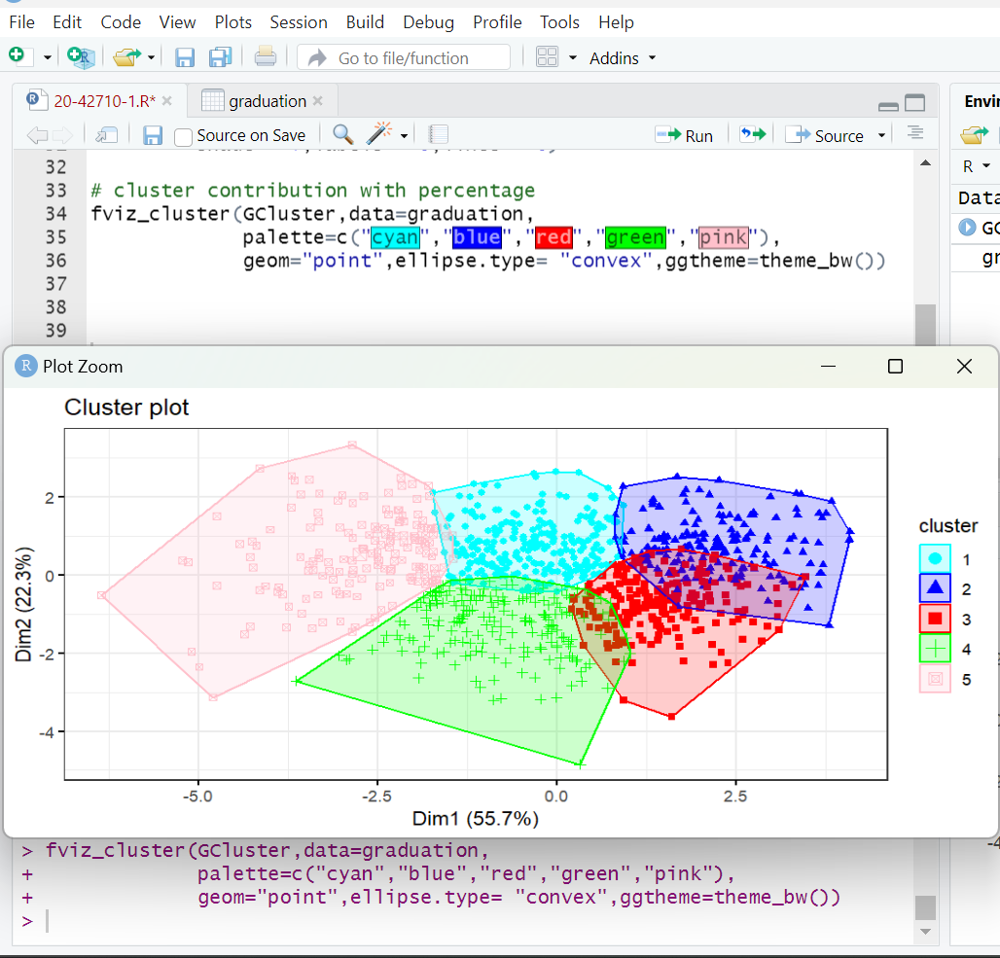 File Edit Code View Plots Session Build Debug Profile Tools Help
Go to file/function Addins
20-42710-1.R* graduation
Source on Save Run Source
32
33 # cluster contribution with percentage
34 fviz_cluster(GCluster,data=graduation,
35 palette=c("cyan","blue","red","green","pink"),
36 geom="point",ellipse.type= "convex",ggtheme=theme_bw())
37
38
39
R
Plot Zoom
Cluster plot
2
0
-2
-4
Dim2 (22.3%)
-5.0 -2.5 0.0 2.5
Dim1 (55.7%)
cluster
1
2
3
4
5
> fviz_cluster(GCluster,data=graduation,
+ palette=c("cyan","blue","red","green","pink"),
+ geom="point",ellipse.type= "convex",ggtheme=theme_bw())
>